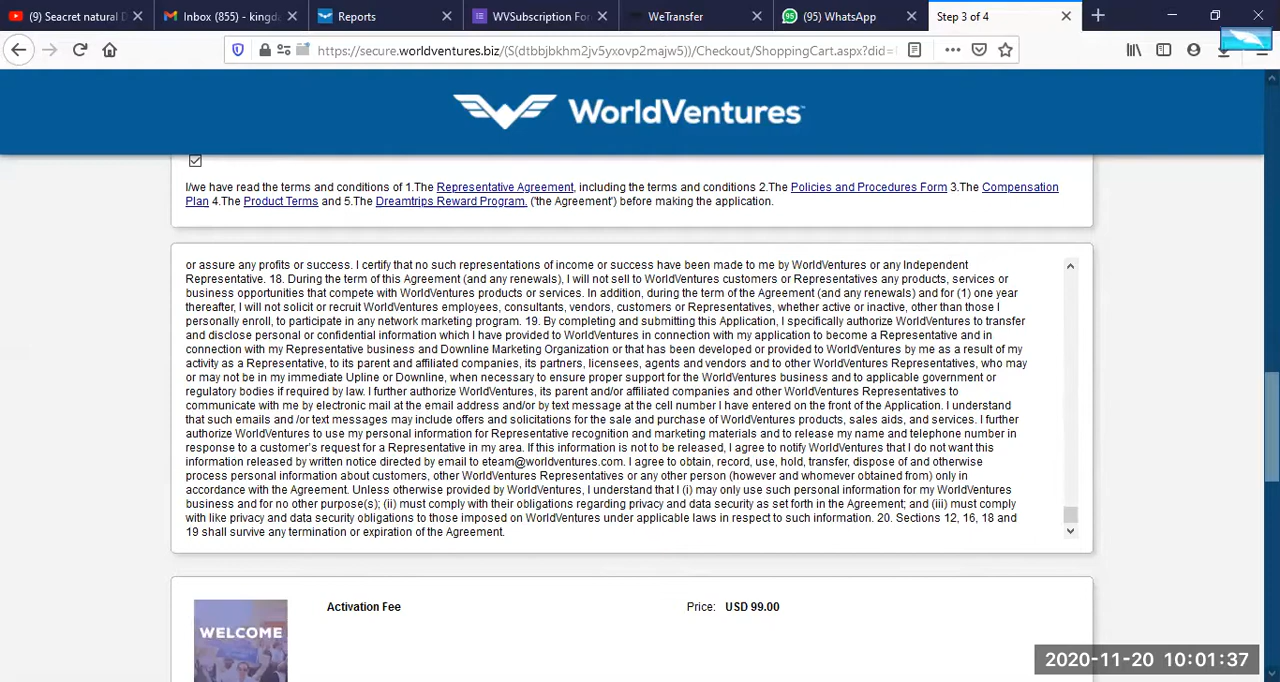 (9) Seacret natural D
Inbox (855) - kingd
Reports
WVSubscription For
WeTransfer
(95) WhatsApp
Step 3 of 4
https://secure.worldventures.biz/(S(dtbbjbkhm2jv5yxovp2majw5))/Checkout/ShoppingCart.aspx?did=
WorldVentures
I/we have read the terms and conditions of 1.The Representative Agreement, including the terms and conditions 2.The Policies and Procedures Form 3.The Compensation
Plan 4.The Product Terms and 5.The Dreamtrips Reward Program. ('the Agreement') before making the application.
or assure any profits or success. I certify that no such representations of income or success have been made to me by WorldVentures or any Independent
Representative. 18. During the term of this Agreement (and any renewals), I will not sell to WorldVentures customers or Representatives any products, services or
business opportunities that compete with WorldVentures products or services. In addition, during the term of the Agreement (and any renewals) and for (1) one year
thereafter, I will not solicit or recruit WorldVentures employees, consultants, vendors, customers or Representatives, whether active or inactive, other than those I
personally enroll, to participate in any network marketing program. 19. By completing and submitting this Application, I specifically authorize WorldVentures to transfer
and disclose personal or confidential information which I have provided to WorldVentures in connection with my application to become a Representative and in
connection with my Representative business and Downline Marketing Organization or that has been developed or provided to WorldVentures by me as a result of my
activity as a Representative, to its parent and affiliated companies, its partners, licensees, agents and vendors and to other WorldVentures Representatives, who may
or may not be in my immediate Upline or Downline, when necessary to ensure proper support for the WorldVentures business and to applicable government or
regulatory bodies if required by law. I further authorize WorldVentures, its parent and/or affiliated companies and other WorldVentures Representatives to
communicate with me by electronic mail at the email address and/or by text message at the cell number I have entered on the front of the Application. I understand
that such emails and /or text messages may include offers and solicitations for the sale and purchase of WorldVentures products, sales aids, and services. I further
authorize WorldVentures to use my personal information for Representative recognition and marketing materials and to release my name and telephone number in
response to a customer's request for a Representative in my area. If this information is not to be released, I agree to notify WorldVentures that I do not want this
information released by written notice directed by email to eteam@worldventures.com. I agree to obtain, record, use, hold, transfer, dispose of and otherwise
process personal information about customers, other WorldVentures Representatives or any other person (however and whomever obtained from) only in
accordance with the Agreement. Unless otherwise provided by WorldVentures, I understand that I (i) may only use such personal information for my WorldVentures
business and for no other purpose(s); (ii) must comply with their obligations regarding privacy and data security as set forth in the Agreement; and (iii) must comply
with like privacy and data security obligations to those imposed on WorldVentures under applicable laws in respect to such information. 20. Sections 12, 16, 18 and
19 shall survive any termination or expiration of the Agreement.
Activation Fee
Price: USD 99.00
WELCOME
2020-11-20 10:01:37